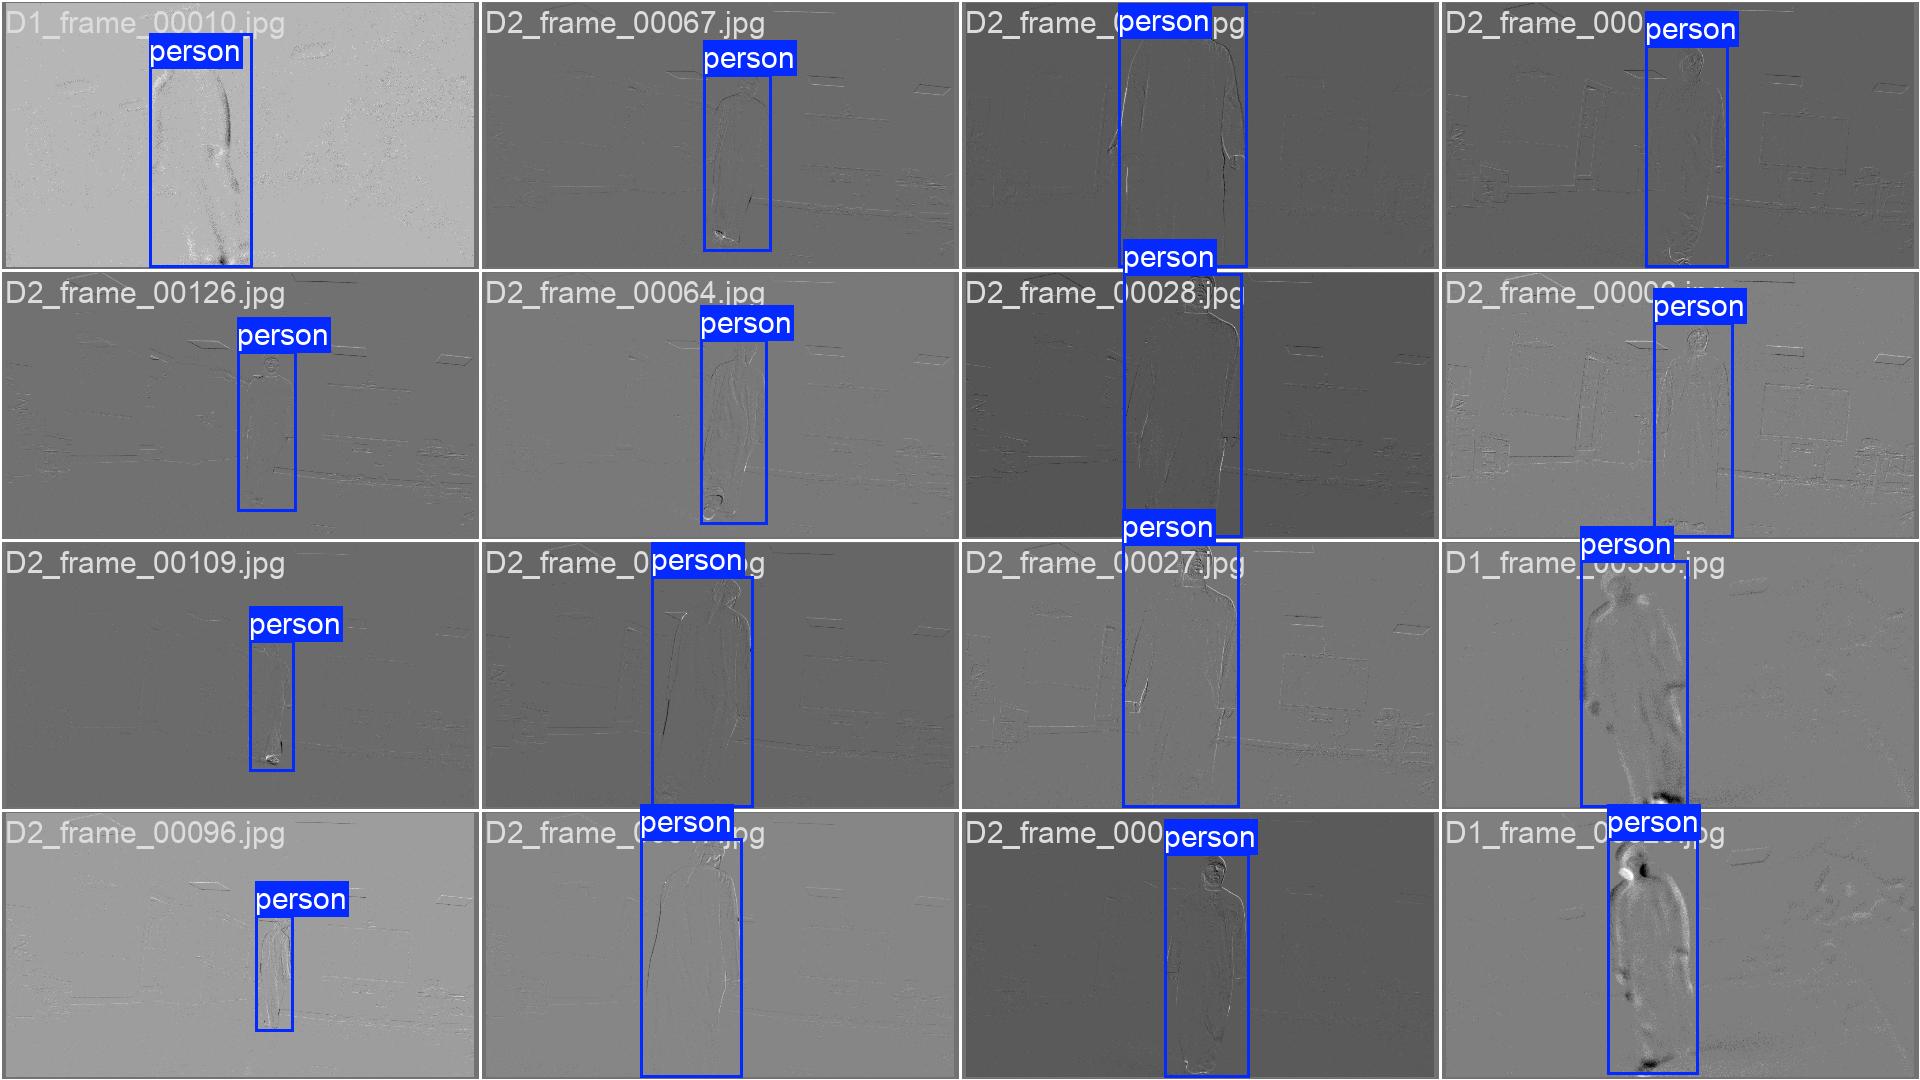 D1_frame_00010.jpg
person
D2_frame_00067.jpg
person
person
D2_frame_
pg
D2_frame_000
person
D2_frame_00126.jpg
person
D2_frame_00064.jpg
person
person
D2_frame_00028.jpg
person
D2_frame_0000
D2_frame_00109.jpg
person
person
D2_frame_0
person
D2_frame_00027.jpg
person
D1_frame_
.jpg
D2_frame_00096.jpg
person
person
D2_frame_
.jpg
D2_frame_000
person
person
D1_frame_0
pg